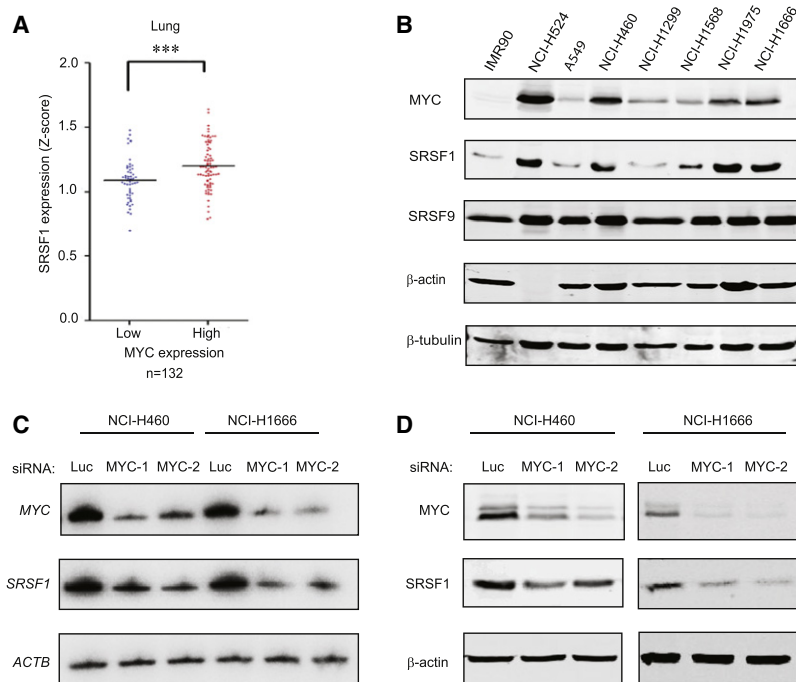 A
Lung
***
2.0
1.5
1.0
0.5
0.0
SRSF1 expression (Z-score)
Low High
MYC expression
n=132
B
IMR90 NCI-H524 A549 NCI-H460 NCI-H1299 NCI-H1568 NCI-H1975 NCI-H1666
MYC
SRSF1
SRSF9
β-actin
β-tubulin
C
NCI-H460 NCI-H1666
siRNA: Luc MYC-1 MYC-2 Luc MYC-1 MYC-2
MYC
SRSF1
ACTB
D
NCI-H460 NCI-H1666
siRNA: Luc MYC-1 MYC-2 Luc MYC-1 MYC-2
MYC
SRSF1
β-actin